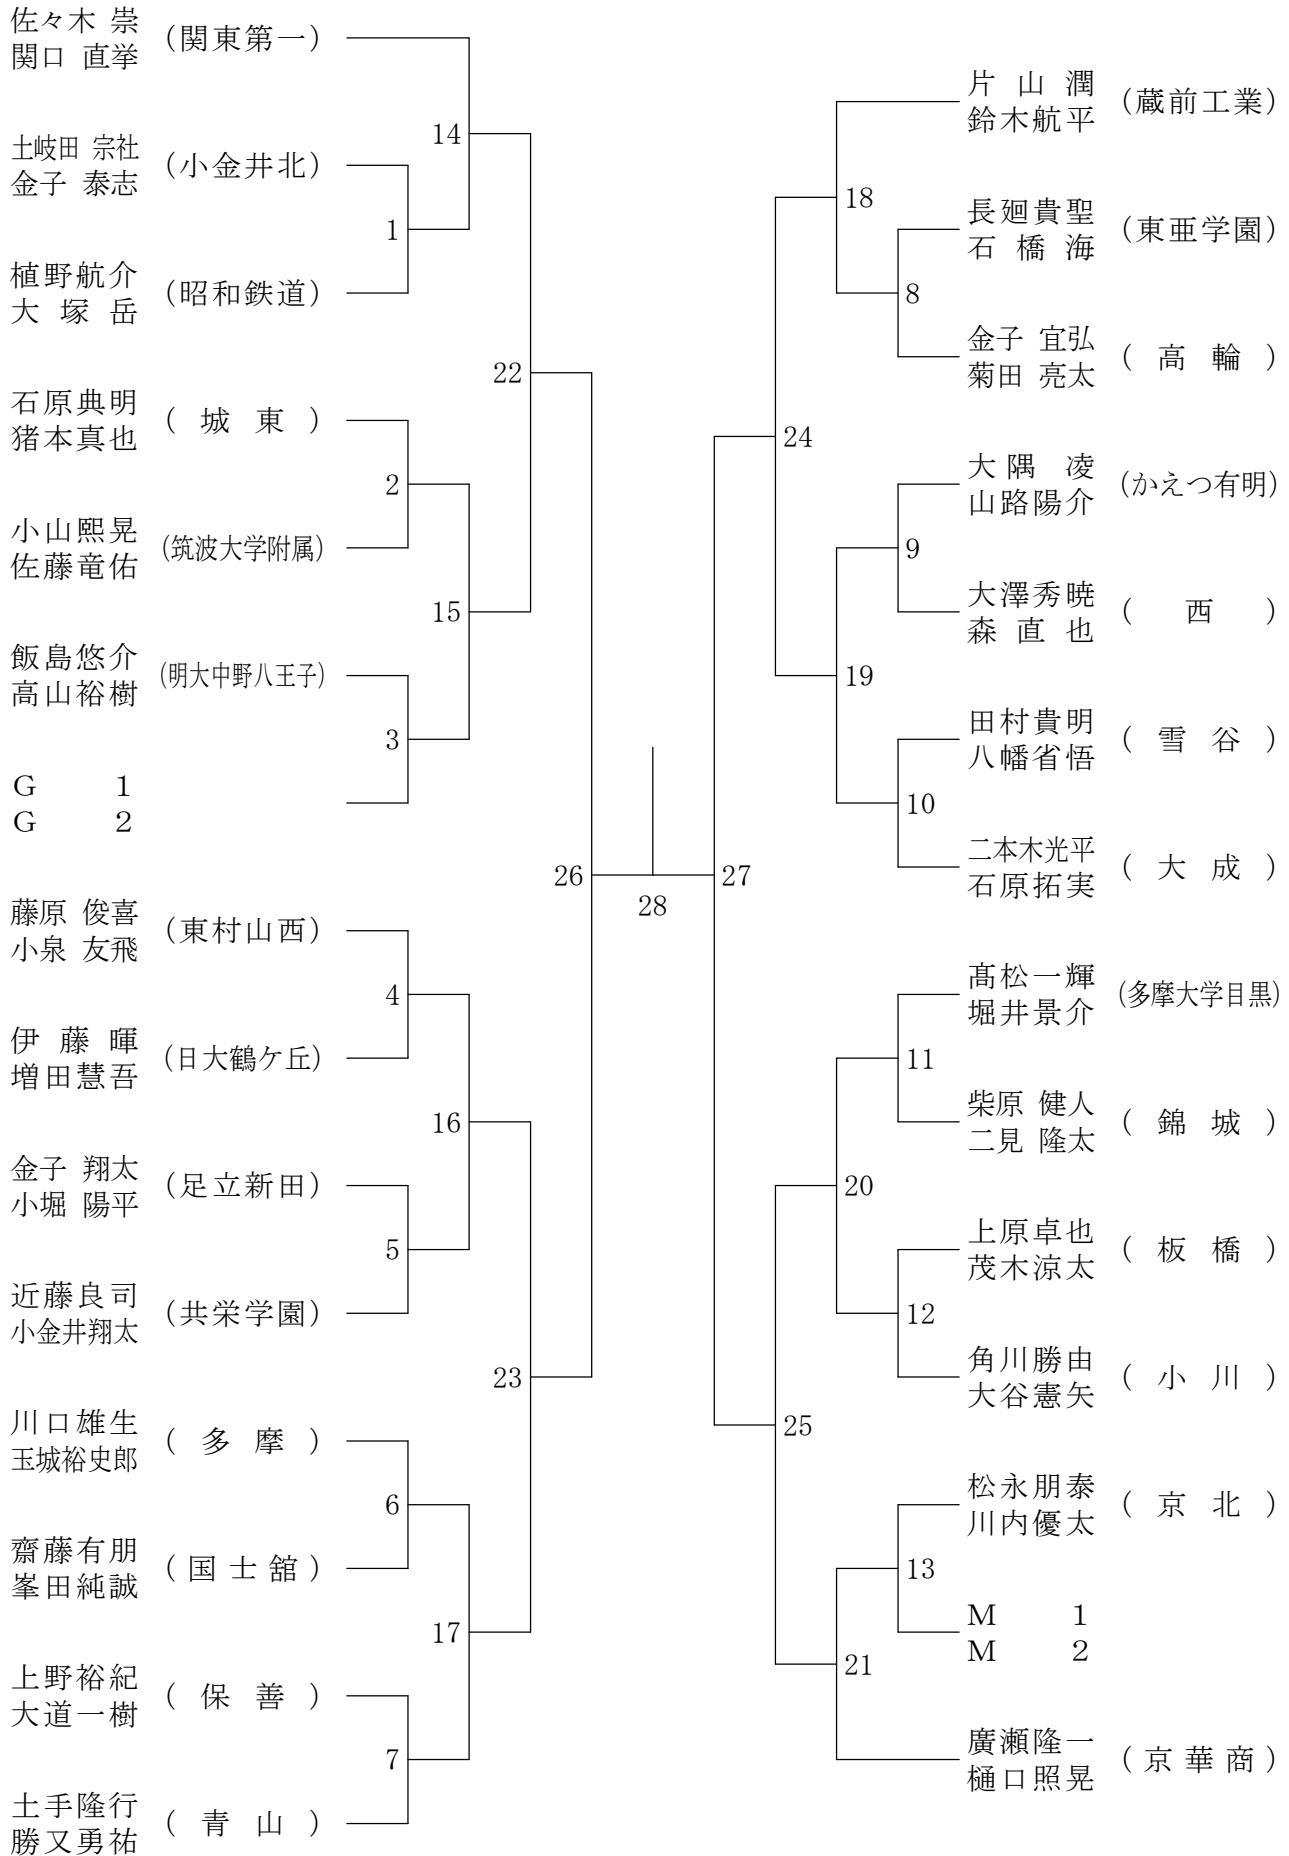 佐々木 崇
関口 直挙
(関東第一)
土岐田 宗社
金子 泰志
(小金井北)
植野航介
大塚岳
(昭和鉄道)
石原典明
猪本真也
(城東)
小山熙晃
佐藤竜佑
(筑波大学附属)
飯島悠介
高山裕樹
(明大中野八王子)
G 1
G 2
藤原 俊喜
小泉 友飛
(東村山西)
伊藤暉
増田慧吾
(日大鶴ケ丘)
金子 翔太
小堀 陽平
(足立新田)
近藤良司
小金井翔太
(共栄学園)
川口雄生
玉城裕史郎
(多摩)
齋藤有朋
峯田純誠
(国士舘)
上野裕紀
大道一樹
(保善)
土手隆行
勝又勇祐
(青山)
14
1
22
2
15
3
26
4
16
5
23
6
17
7
28
27
18
8
24
9
19
10
11
20
12
25
13
21
片山潤
鈴木航平
(蔵前工業)
長廻貴聖
石橋海
(東亜学園)
金子 宜弘
菊田 亮太
(高輪)
大隅凌
山路陽介
(かえつ有明)
大澤秀暁
森直也
(西)
田村貴明
八幡省悟
(雪谷)
二本木光平
石原拓実
(大成)
髙松一輝
堀井景介
(多摩大学目黒)
柴原 健人
二見 隆太
(錦城)
上原卓也
茂木涼太
(板橋)
角川勝由
大谷憲矢
(小川)
松永朋泰
川内優太
(京北)
M 1
M 2
廣瀬隆一
樋口照晃
(京華商)